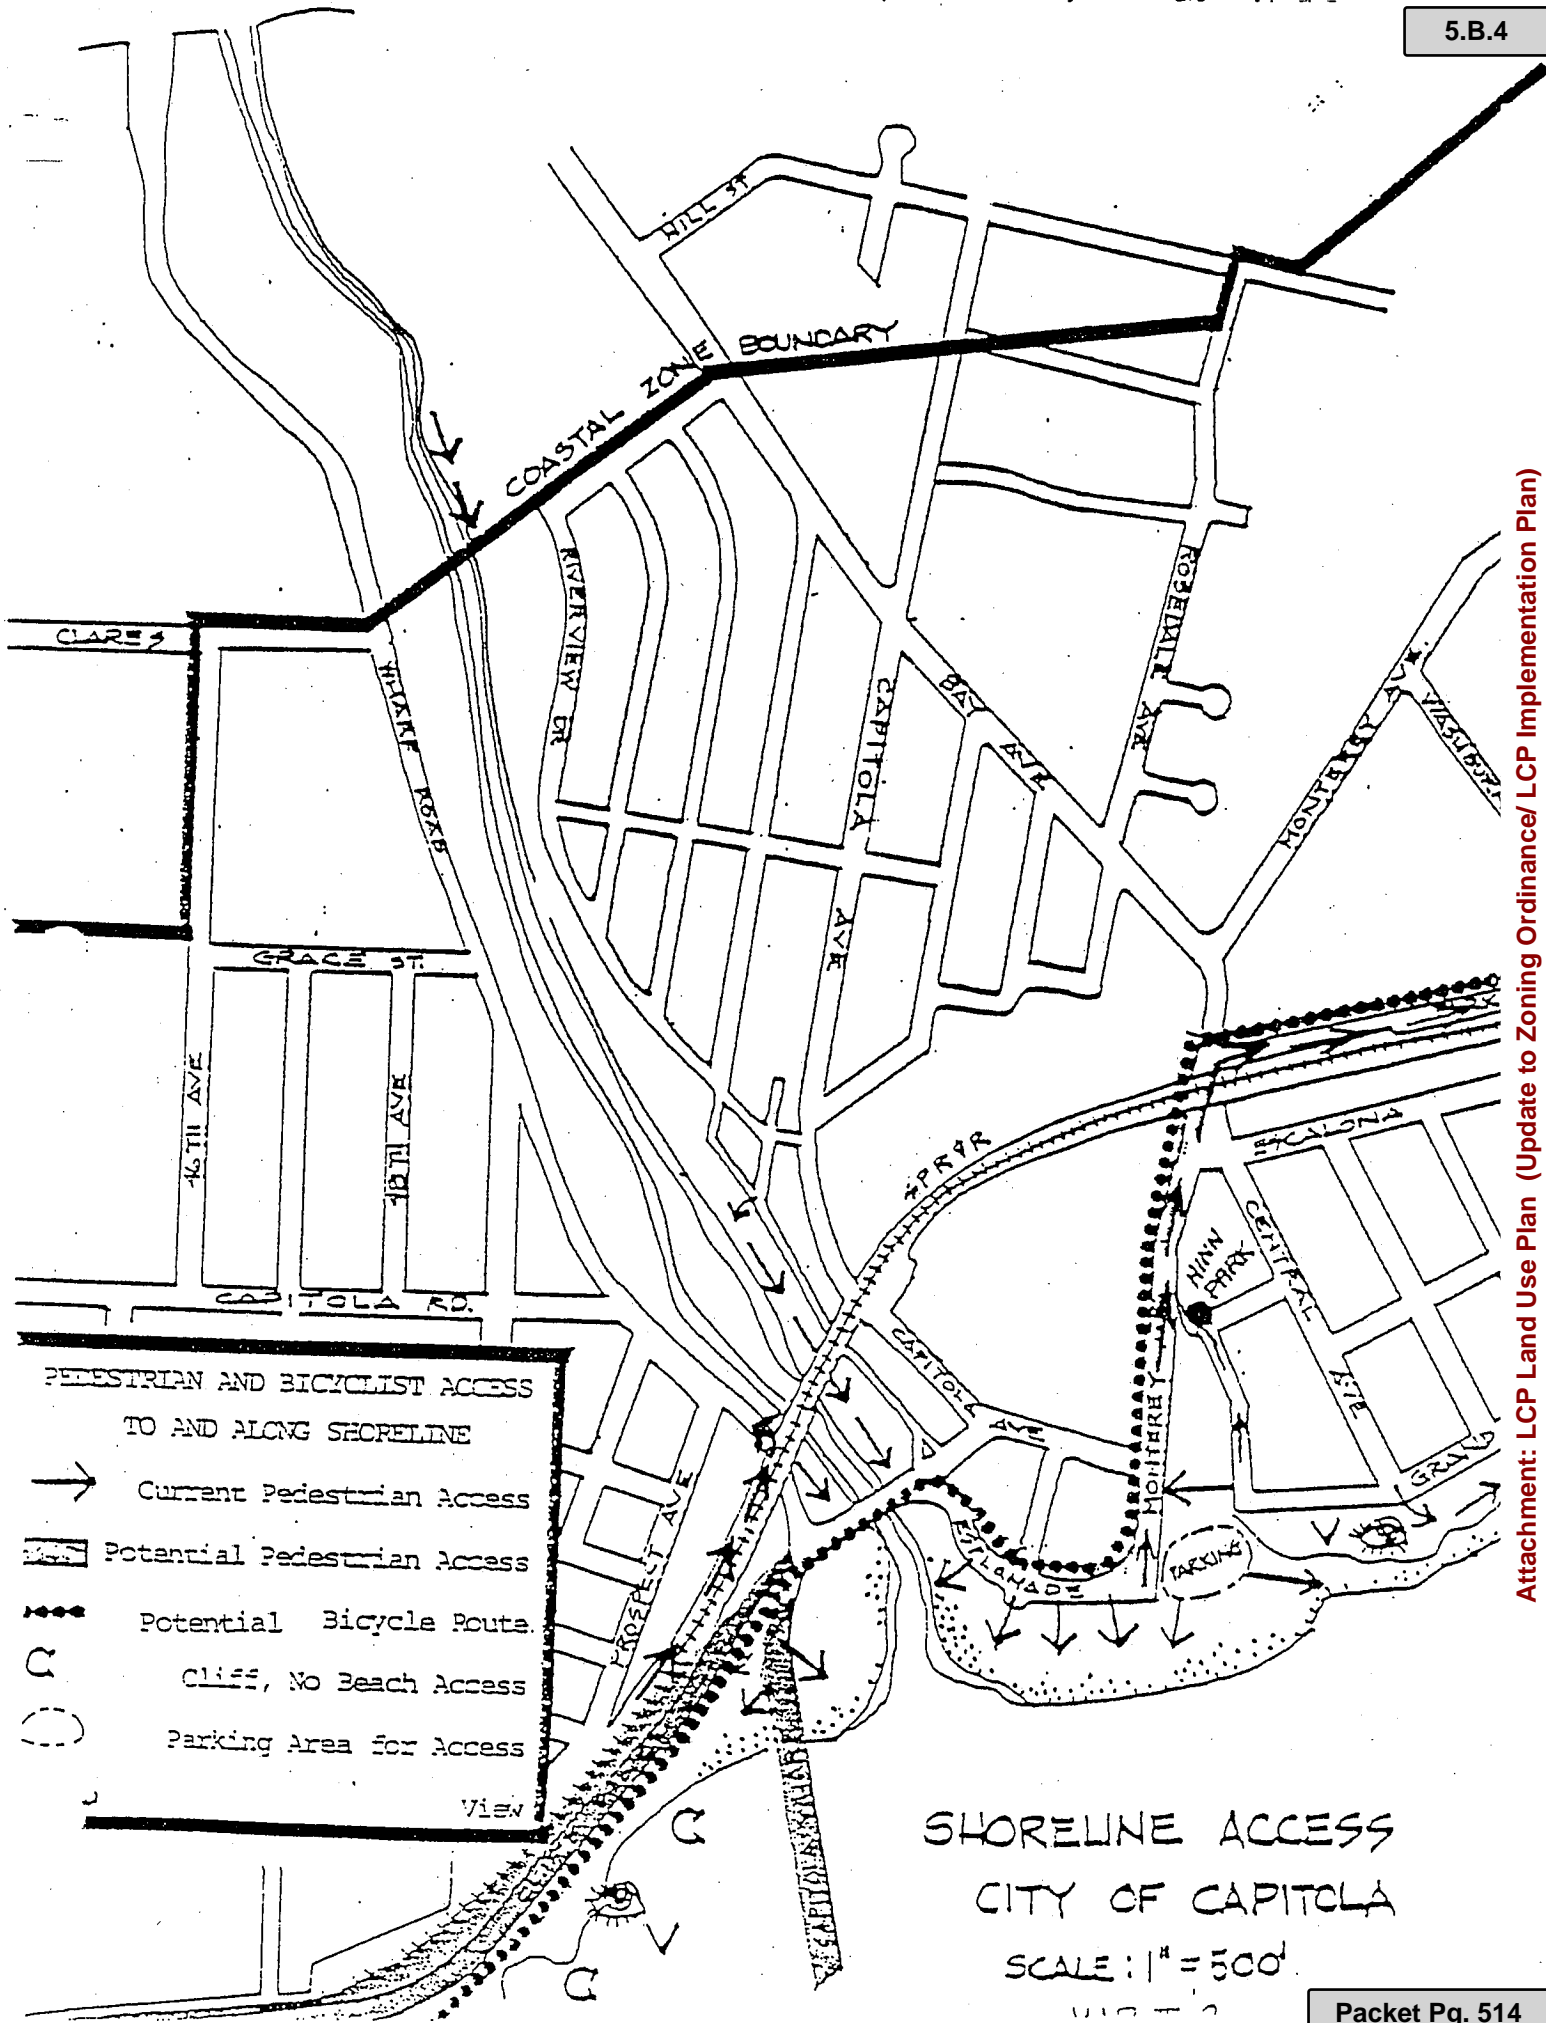 5.B.4
HILL ST
COASTAL ZONE BOUNDARY
CLARES
WHARF ROAD
RIVERVIEW DR
CAPITOLA AVE
BAY AVE
ROSEDALE AVE
MONTEREY AVE.
GRACE ST.
46TH AVE
48TH AVE
CAPITOLA RD.
ESCALONA
CENTRAL AVE
PARK
CAPITOLA AVE
MONTEREY
GRAND
ESPLANADE
PARKING
PROSPECT AVE
CAPITOLA WHARF
PEDESTRIAN AND BICYCLIST ACCESS
TO AND ALONG SHORELINE
Current Pedestrian Access
Potential Pedestrian Access
Potential Bicycle Route
Cliff, No Beach Access
Parking Area for Access
View
SHORELINE ACCESS
CITY OF CAPITOLA
SCALE: 1" = 500'
Attachment: LCP Land Use Plan (Update to Zoning Ordinance/ LCP Implementation Plan)
Packet Pg. 514